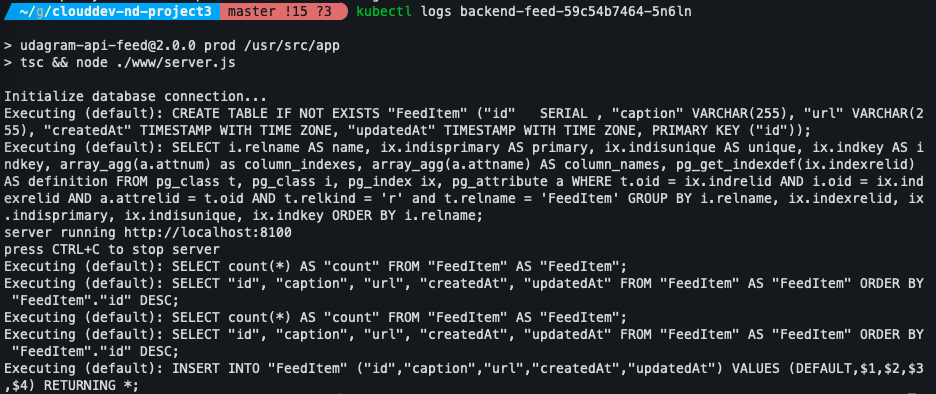 ~/g/clouddev-nd-project3 master !15 ?3 kubectl logs backend-feed-59c54b7464-5n6ln
> udagram-api-feed@2.0.0 prod /usr/src/app
> tsc && node ./www/server.js
Initialize database connection...
Executing (default): CREATE TABLE IF NOT EXISTS "FeedItem" ("id"   SERIAL , "caption" VARCHAR(255), "url" VARCHAR(2
55), "createdAt" TIMESTAMP WITH TIME ZONE, "updatedAt" TIMESTAMP WITH TIME ZONE, PRIMARY KEY ("id"));
Executing (default): SELECT i.relname AS name, ix.indisprimary AS primary, ix.indisunique AS unique, ix.indkey AS i
ndkey, array_agg(a.attnum) as column_indexes, array_agg(a.attname) AS column_names, pg_get_indexdef(ix.indexrelid)
AS definition FROM pg_class t, pg_class i, pg_index ix, pg_attribute a WHERE t.oid = ix.indrelid AND i.oid = ix.ind
exrelid AND a.attrelid = t.oid AND t.relkind = 'r' and t.relname = 'FeedItem' GROUP BY i.relname, ix.indexrelid, ix
.indisprimary, ix.indisunique, ix.indkey ORDER BY i.relname;
server running http://localhost:8100
press CTRL+C to stop server
Executing (default): SELECT count(*) AS "count" FROM "FeedItem" AS "FeedItem";
Executing (default): SELECT "id", "caption", "url", "createdAt", "updatedAt" FROM "FeedItem" AS "FeedItem" ORDER BY
 "FeedItem"."id" DESC;
Executing (default): SELECT count(*) AS "count" FROM "FeedItem" AS "FeedItem";
Executing (default): SELECT "id", "caption", "url", "createdAt", "updatedAt" FROM "FeedItem" AS "FeedItem" ORDER BY
 "FeedItem"."id" DESC;
Executing (default): INSERT INTO "FeedItem" ("id","caption","url","createdAt","updatedAt") VALUES (DEFAULT,$1,$2,$3
,$4) RETURNING *;